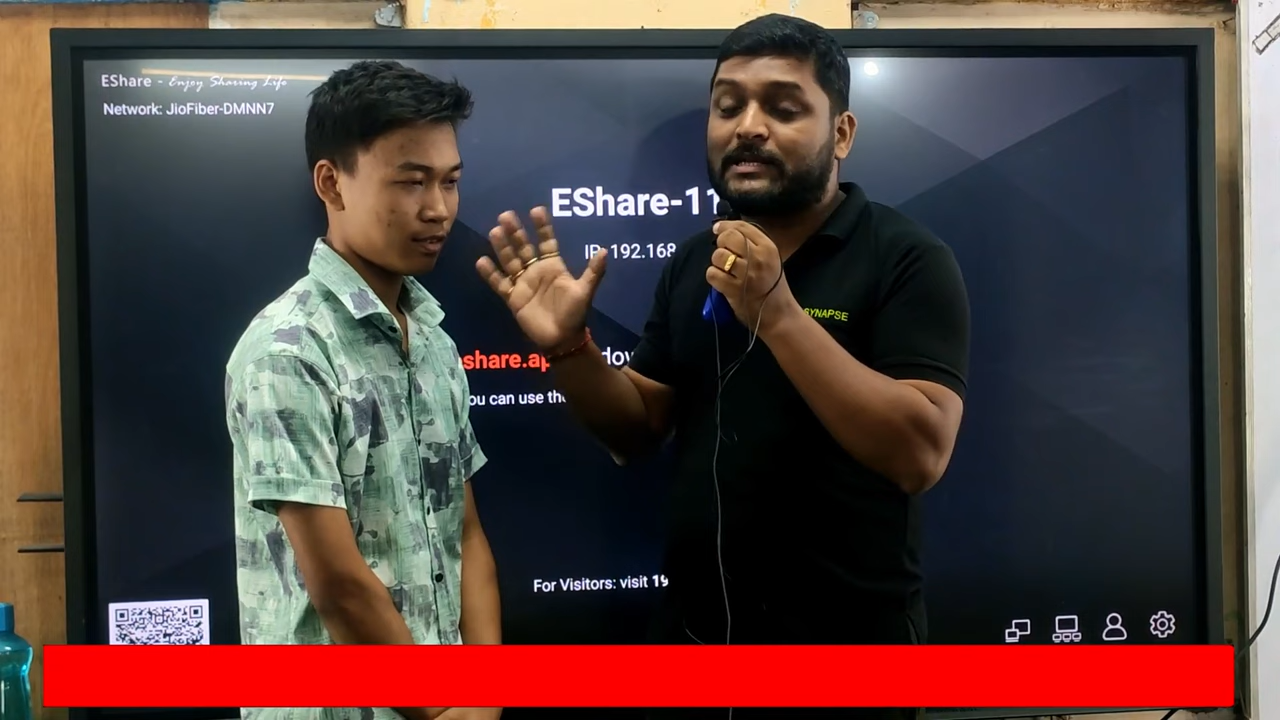 EShare - Enjoy Sharing Life
Network: JioFiber-DMNN7
EShare-11
IP: 192.168
share.ap
ou can use the
For Visitors: visit 19
SYNAPSE